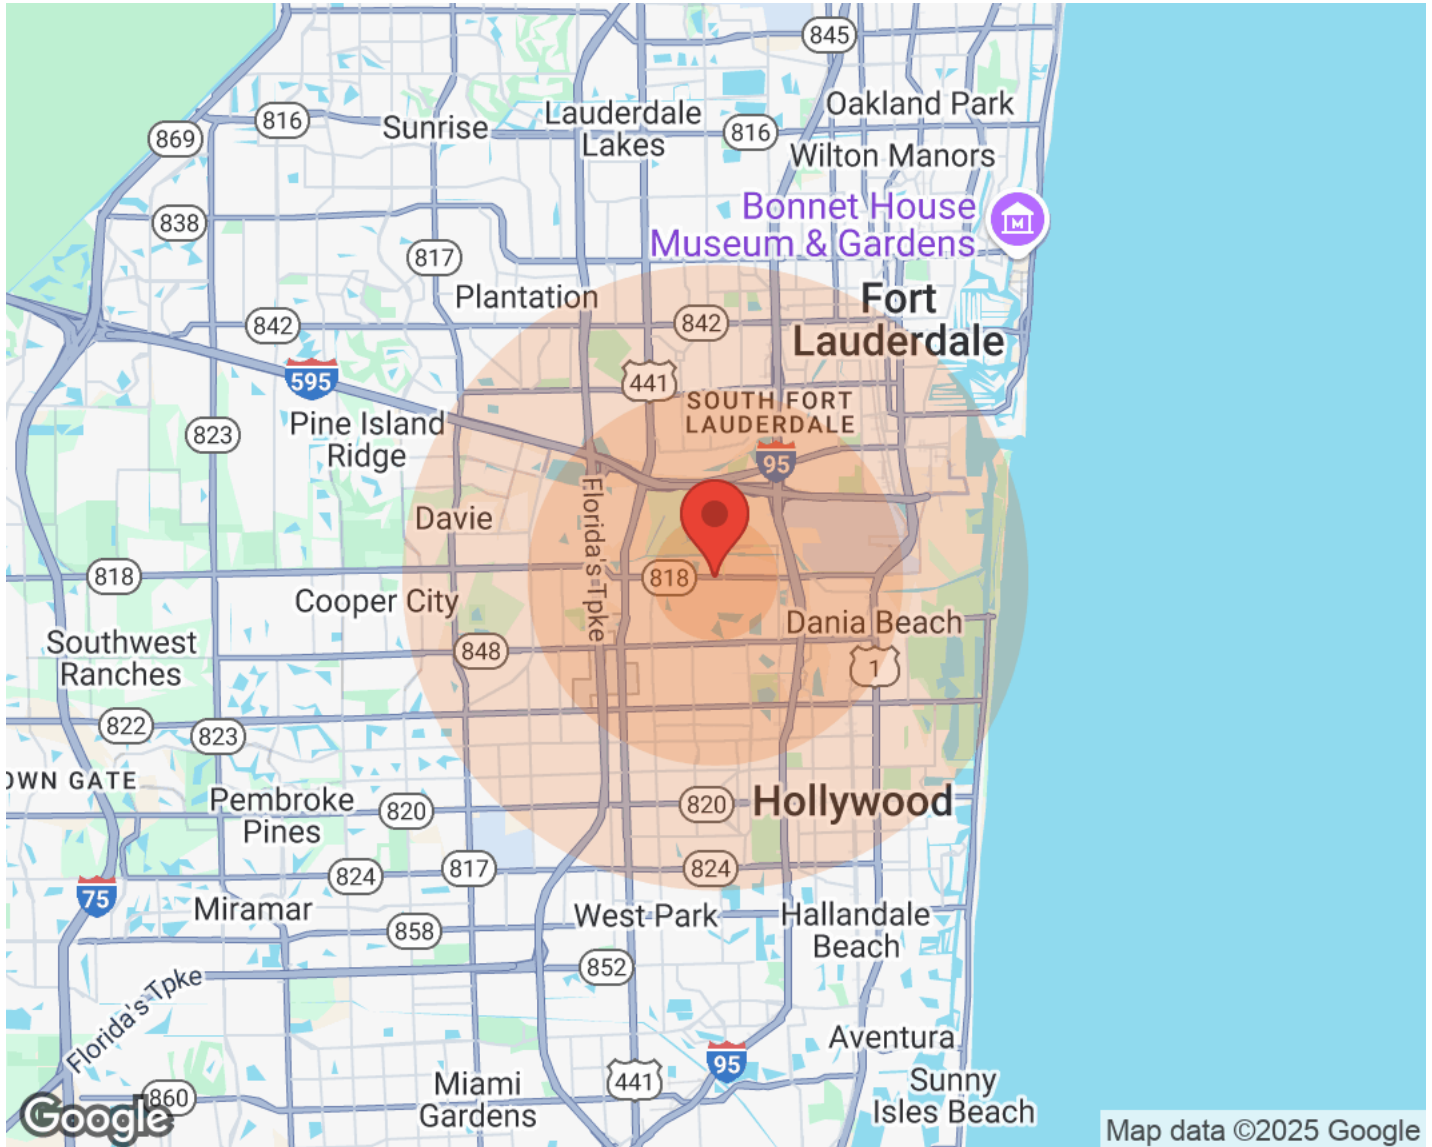 845
Oakland Park
816
Lauderdale
Lakes
869
Sunrise
816
Wilton Manors
Bonnet House
Museum & Gardens
838
817
Plantation
Fort
Lauderdale
842
842
595
441
SOUTH FORT
LAUDERDALE
Pine Island
Ridge
823
95
Davie
Florida's Tpke
818
818
Cooper City
Dania Beach
Southwest
Ranches
848
1
822
823
OWN GATE
Pembroke
Pines
820
820
Hollywood
824
817
824
75
Miramar
West Park
Hallandale
Beach
858
852
Florida's Tpke
Aventura
95
441
Miami
Gardens
Sunny
Isles Beach
860
Google
Map data ©2025 Google